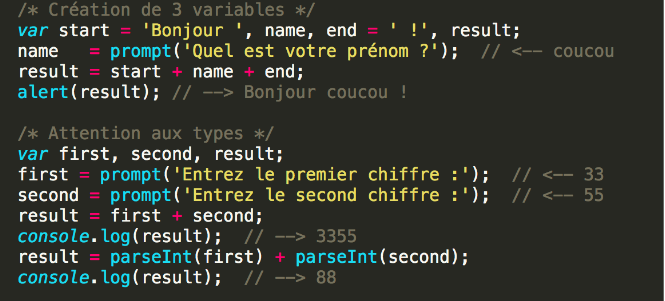 /* Création de 3 variables */
var start = 'Bonjour ', name, end = ' !', result;
name   = prompt('Quel est votre prénom ?');  // <-- coucou
result = start + name + end;
alert(result); // --> Bonjour coucou !
/* Attention aux types */
var first, second, result;
first = prompt('Entrez le premier chiffre :');  // <-- 33
second = prompt('Entrez le second chiffre :');  // <-- 55
result = first + second;
console.log(result);  // --> 3355
result = parseInt(first) + parseInt(second);
console.log(result);  // --> 88